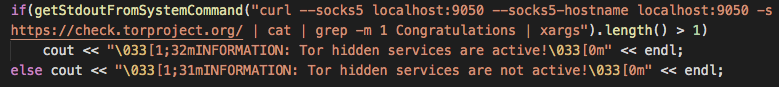 if(getStdoutFromSystemCommand("curl --socks5 localhost:9050 --socks5-hostname localhost:9050 -s
https://check.torproject.org/ | cat | grep -m 1 Congratulations | xargs").length() > 1)
    cout << "\033[1;32mINFORMATION: Tor hidden services are active!\033[0m" << endl;
else cout << "\033[1;31mINFORMATION: Tor hidden services are not active!\033[0m" << endl;